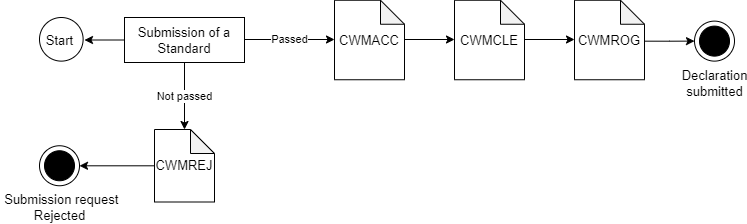 Start
Submission of a
Standard
Passed
CWMACC
CWMCLE
CWMROG
Declaration
submitted
Not passed
CWMREJ
Submission request
Rejected